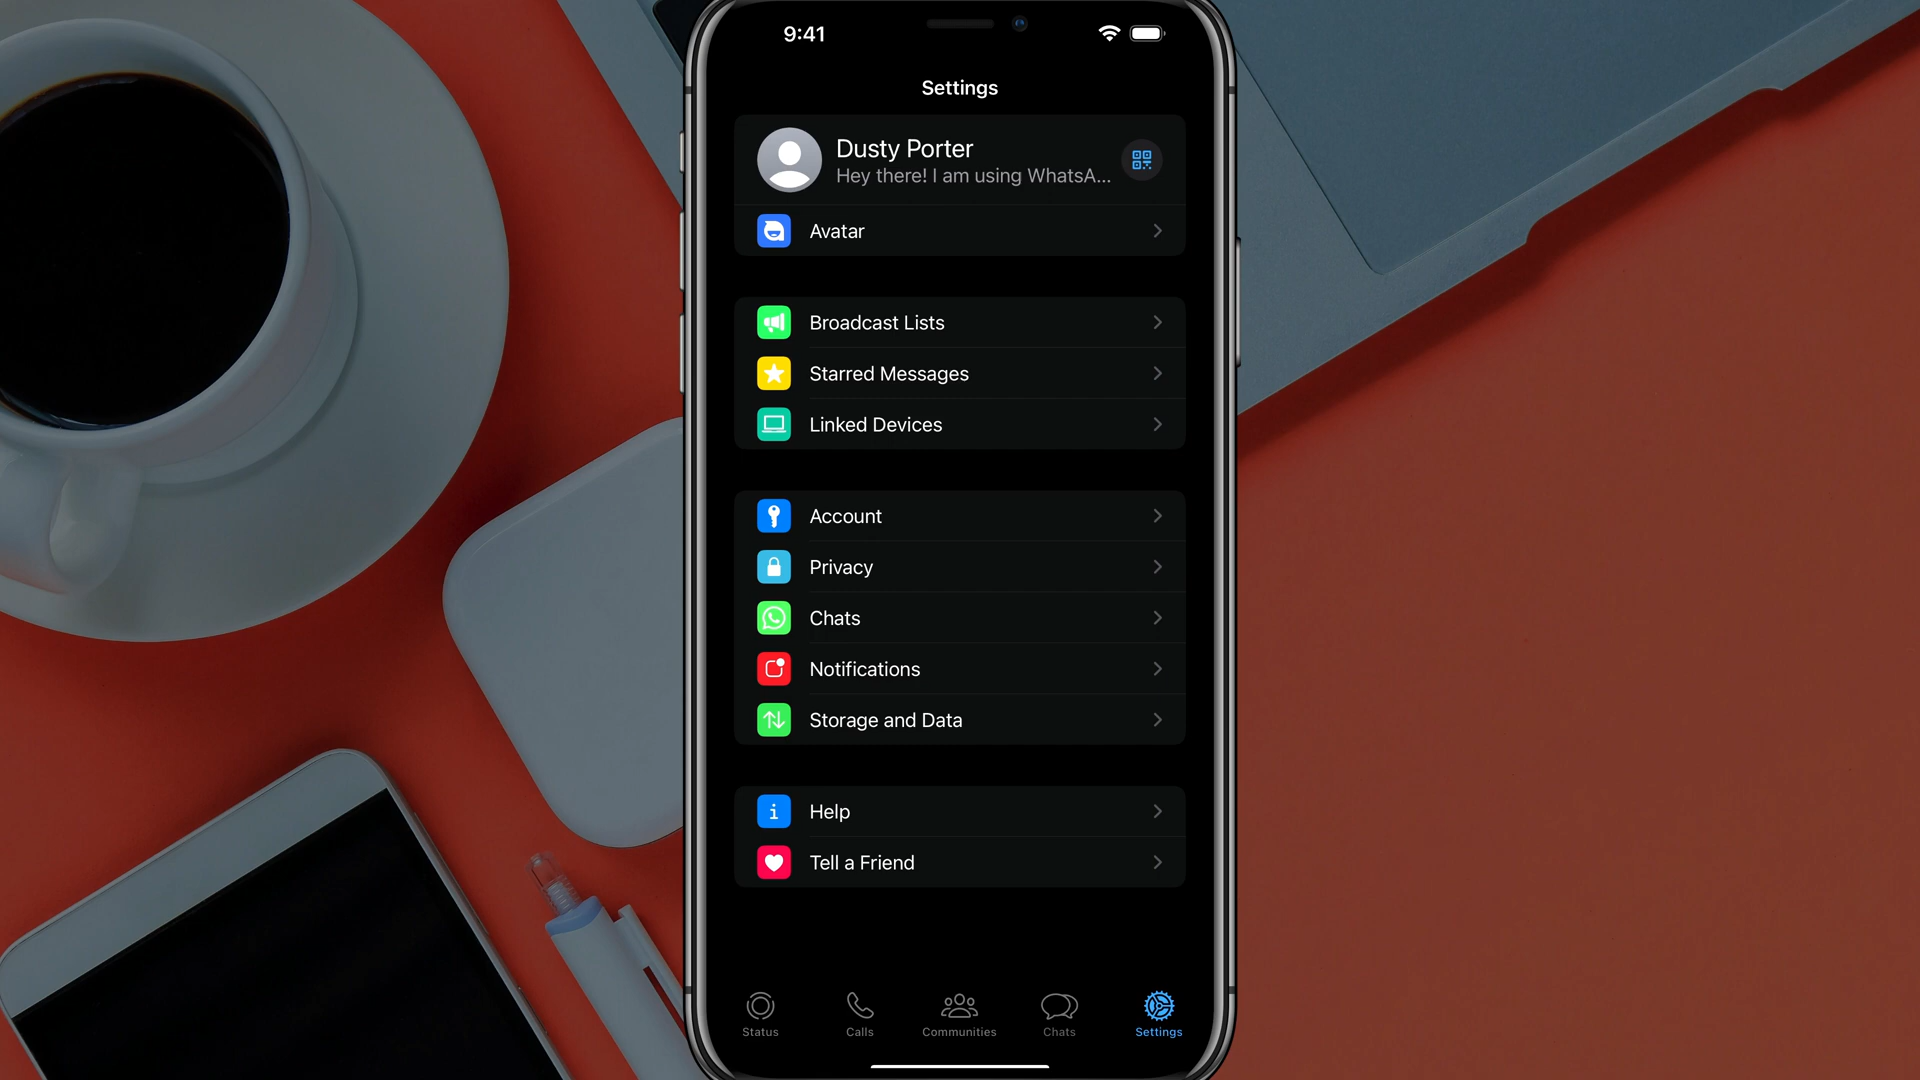 9:41
Settings
Dusty Porter
Hey there! I am using WhatsA...
Avatar
Broadcast Lists
Starred Messages
Linked Devices
Account
Privacy
Chats
Notifications
Storage and Data
Help
Tell a Friend
Status
Calls
Communities
Chats
Settings